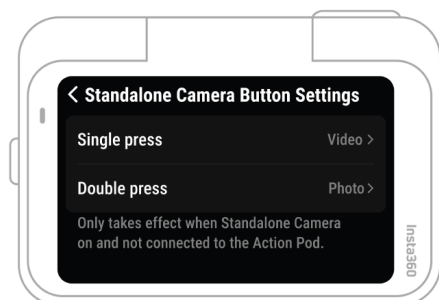 Standalone Camera Button Settings
Single press Video >
Double press Photo >
Only takes effect when Standalone Camera
on and not connected to the Action Pod.
Insta360